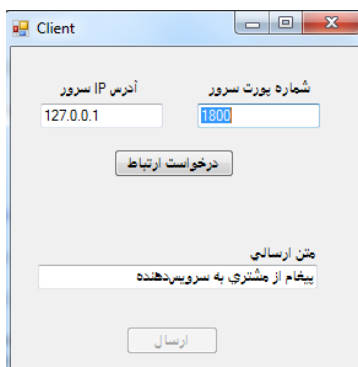 Client
شماره پورت سرور
آدرس IP سرور
1800
127.0.0.1
درخواست ارتباط
متن ارسالي
پيغام از مشتري به سرويس‌دهنده
ارسال